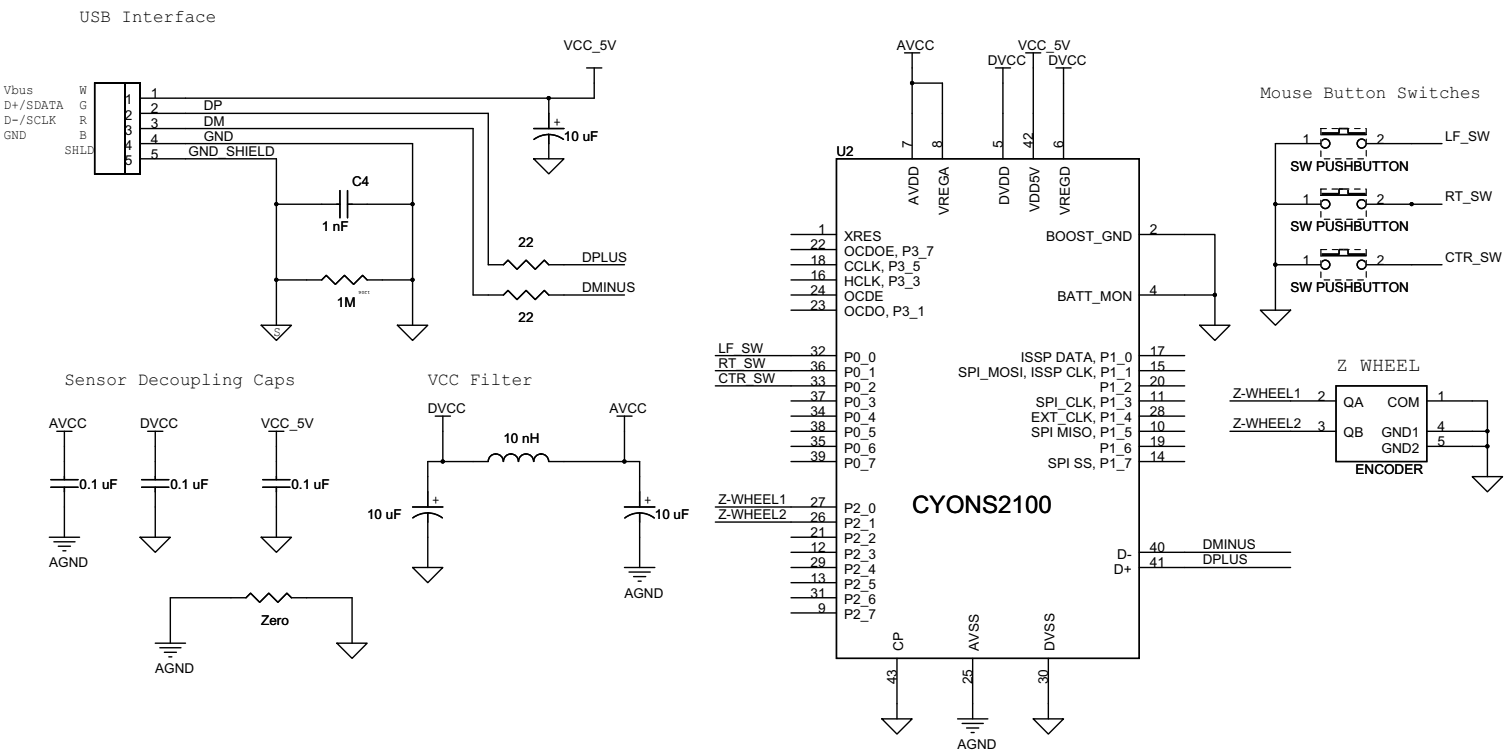 USB Interface
VCC_5V
Vbus W 1 1
D+/SDATA G 2 2 DP
D-/SCLK R 3 3 DM
GND B 4 4 GND
SHLD 5 5 GND_SHIELD
+
10 uF
C4
1 nF
1M
S
22
DPLUS
DMINUS
22
Sensor Decoupling Caps
AVCC
DVCC
VCC_5V
0.1 uF
0.1 uF
0.1 uF
AGND
Zero
AGND
VCC Filter
DVCC
AVCC
10 nH
10 uF
+
+
10 uF
AGND
AVCC
DVCC
VCC_5V
DVCC
U2
7
8
5
42
6
AVDD
VREGA
DVDD
VDD5V
VREGD
1 XRES
22 OCDOE, P3_7
18 CCLK, P3_5
16 HCLK, P3_3
24 OCDE
23 OCDO, P3_1
LF_SW 32 P0_0
RT_SW 36 P0_1
CTR_SW 33 P0_2
37 P0_3
34 P0_4
38 P0_5
35 P0_6
39 P0_7
Z-WHEEL1 27 P2_0
Z-WHEEL2 26 P2_1
21 P2_2
12 P2_3
29 P2_4
13 P2_5
31 P2_6
9 P2_7
CYONS2100
BOOST_GND 2
BATT_MON 4
ISSP DATA, P1_0 17
SPI_MOSI, ISSP CLK, P1_1 15
P1_2 20
SPI_CLK, P1_3 11
EXT_CLK, P1_4 28
SPI MISO, P1_5 10
P1_6 19
SPI SS, P1_7 14
D- 40 DMINUS
D+ 41 DPLUS
CP
AVSS
DVSS
43
25
30
AGND
Mouse Button Switches
1 2 LF_SW
SW PUSHBUTTON
1 2 RT_SW
SW PUSHBUTTON
1 2 CTR_SW
SW PUSHBUTTON
Z WHEEL
Z-WHEEL1 2 QA COM 1
Z-WHEEL2 3 QB GND1 4
GND2 5
ENCODER